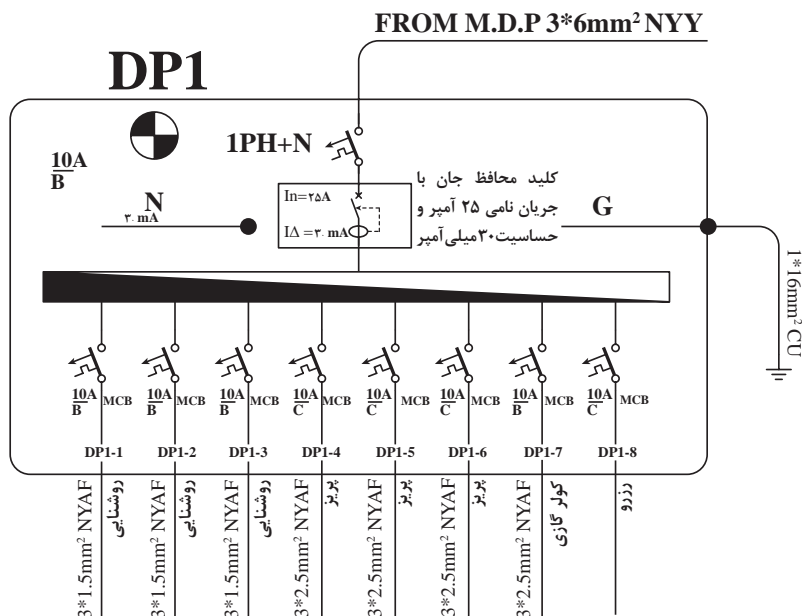 FROM M.D.P 3*6mm² NYY
DP1
1PH+N
10A
B
N
۳۰ mA
In=۲۵A
IΔ =۳۰ mA
کلید محافظ جان با
جریان نامی ۲۵ آمپر و
حساسیت۳۰میلی‌آمپر
G
1*16mm² CU
10A
B
MCB
10A
B
MCB
10A
B
MCB
10A
C
MCB
10A
C
MCB
10A
C
MCB
10A
B
MCB
10A
C
MCB
DP1-1
DP1-2
DP1-3
DP1-4
DP1-5
DP1-6
DP1-7
DP1-8
3*1.5mm² NYAF
روشنایی
3*1.5mm² NYAF
روشنایی
3*1.5mm² NYAF
روشنایی
3*2.5mm² NYAF
پریز
3*2.5mm² NYAF
پریز
3*2.5mm² NYAF
پریز
3*2.5mm² NYAF
کولر گازی
رزرو